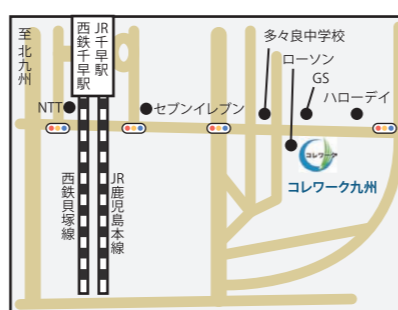 至北九州
西鉄千早駅
JR千早駅
NTT
セブンイレブン
多々良中学校
ローソン
GS
ハローデイ
コレワーク
コレワーク九州
西鉄貝塚線
JR鹿児島本線